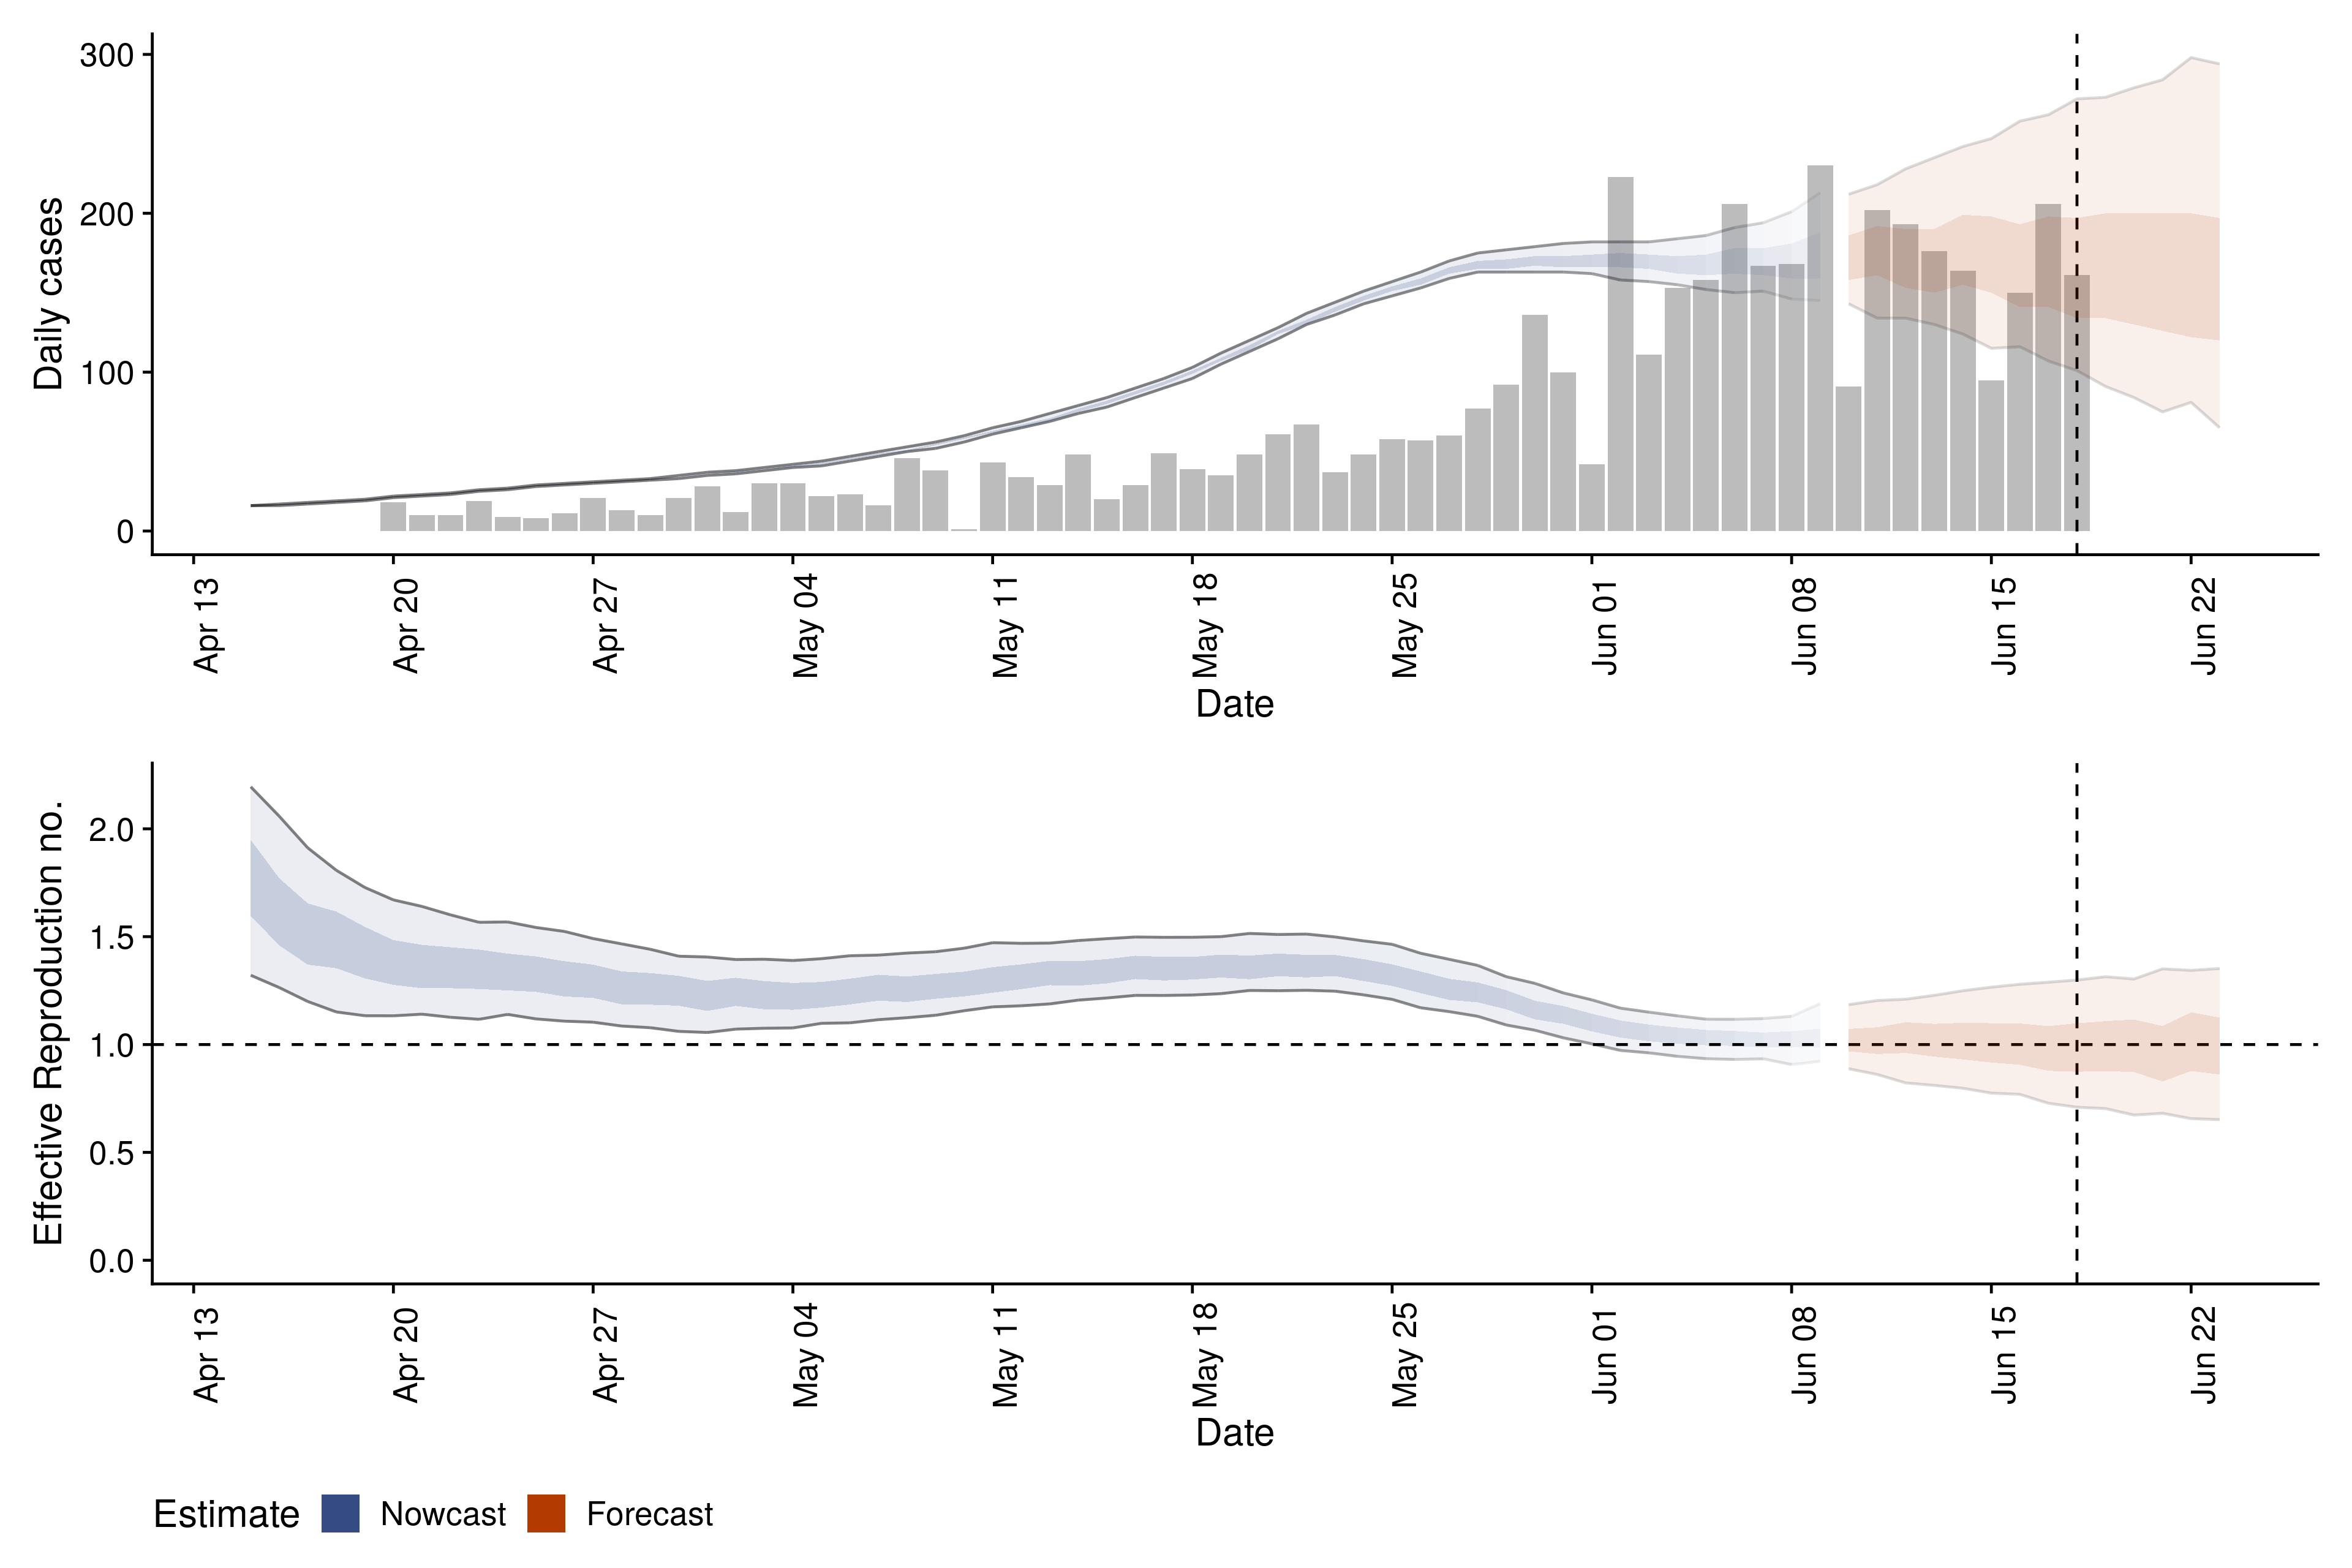 Daily cases
300
200
100
0
Apr 13 Apr 20 Apr 27 May 04 May 11 May 18 May 25 Jun 01 Jun 08 Jun 15 Jun 22
Date
Effective Reproduction no.
2.0
1.5
1.0
0.5
0.0
Apr 13 Apr 20 Apr 27 May 04 May 11 May 18 May 25 Jun 01 Jun 08 Jun 15 Jun 22
Date
Estimate Nowcast Forecast